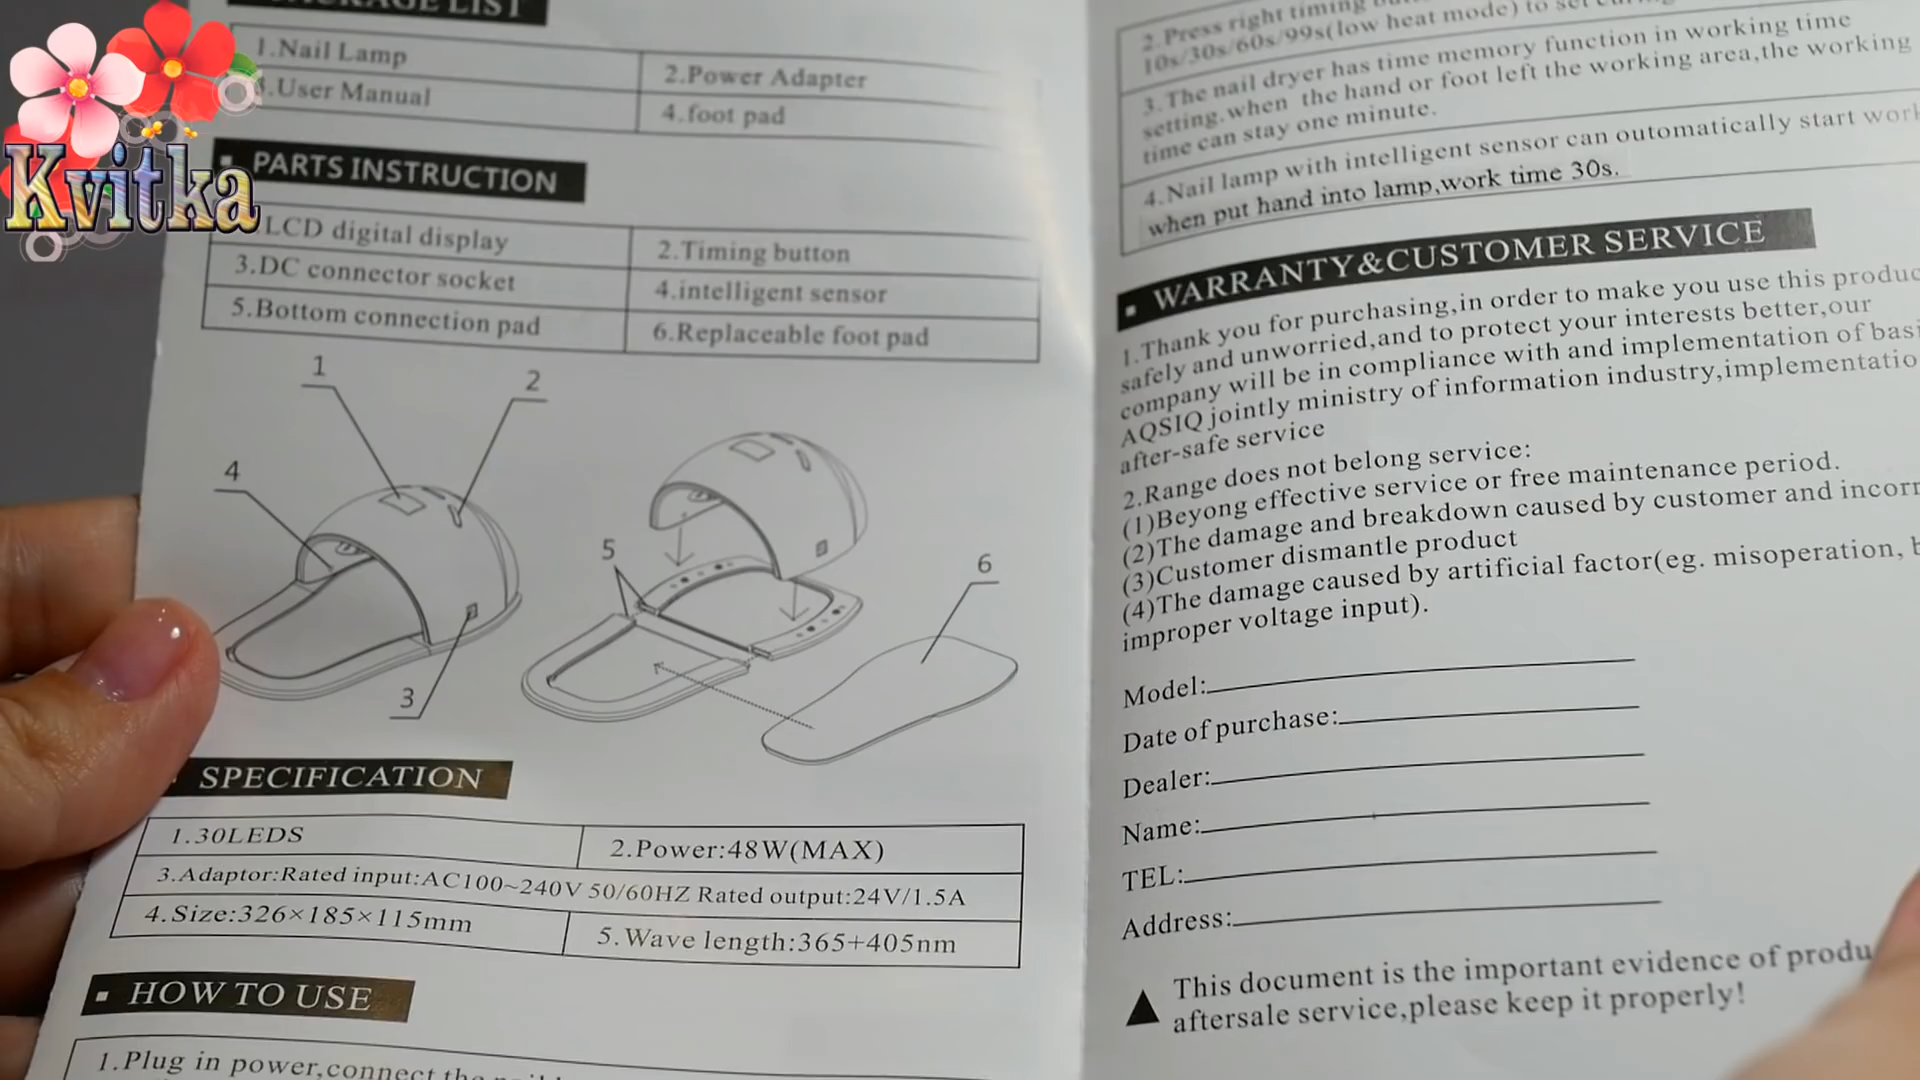 Kvitka
PACKAGE LIST
1.Nail Lamp
2.Power Adapter
3.User Manual
4.foot pad
PARTS INSTRUCTION
LCD digital display
2.Timing button
3.DC connector socket
4.intelligent sensor
5.Bottom connection pad
6.Replaceable foot pad
1
2
4
5
6
3
SPECIFICATION
1.30LEDS
2.Power:48W(MAX)
3.Adaptor:Rated input:AC100~240V 50/60HZ Rated output:24V/1.5A
4.Size:326×185×115mm
5.Wave length:365+405nm
HOW TO USE
1.Plug in power,connect the
2.Press right timing
10s/30s/60s/99s(low heat mode) to set
3.The nail dryer has time memory function in working time
setting.when the hand or foot left the working area,the working
time can stay one minute.
4.Nail lamp with intelligent sensor can outomatically start work
when put hand into lamp,work time 30s.
WARRANTY&CUSTOMER SERVICE
1.Thank you for purchasing,in order to make you use this produc
safely and unworried,and to protect your interests better,our
company will be in compliance with and implementation of basi
AQSIQ jointly ministry of information industry,implementatio
after-safe service
2.Range does not belong service:
(1)Beyong effective service or free maintenance period.
(2)The damage and breakdown caused by customer and incorr
(3)Customer dismantle product
(4)The damage caused by artificial factor(eg. misoperation, b
improper voltage input).
Model:
Date of purchase:
Dealer:
Name:
TEL:
Address:
This document is the important evidence of produ
aftersale service,please keep it properly!